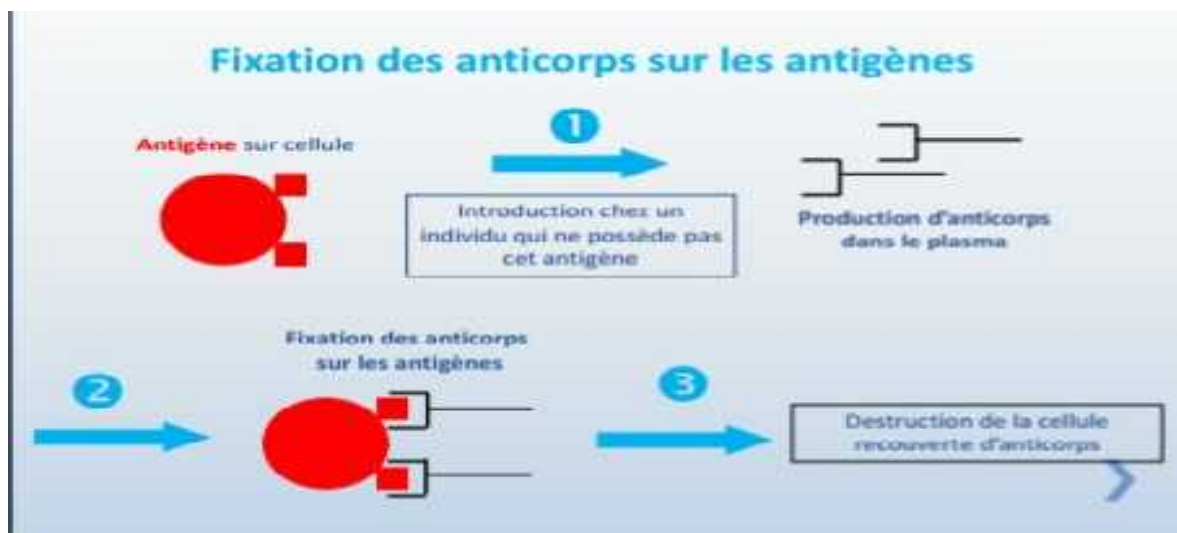 Fixation des anticorps sur les antigènes
1
Antigène sur cellule
Introduction chez un
individu qui ne possède pas
cet antigène
Production d'anticorps
dans le plasma
2
Fixation des anticorps
sur les antigènes
3
Destruction de la cellule
recouverte d'anticorps